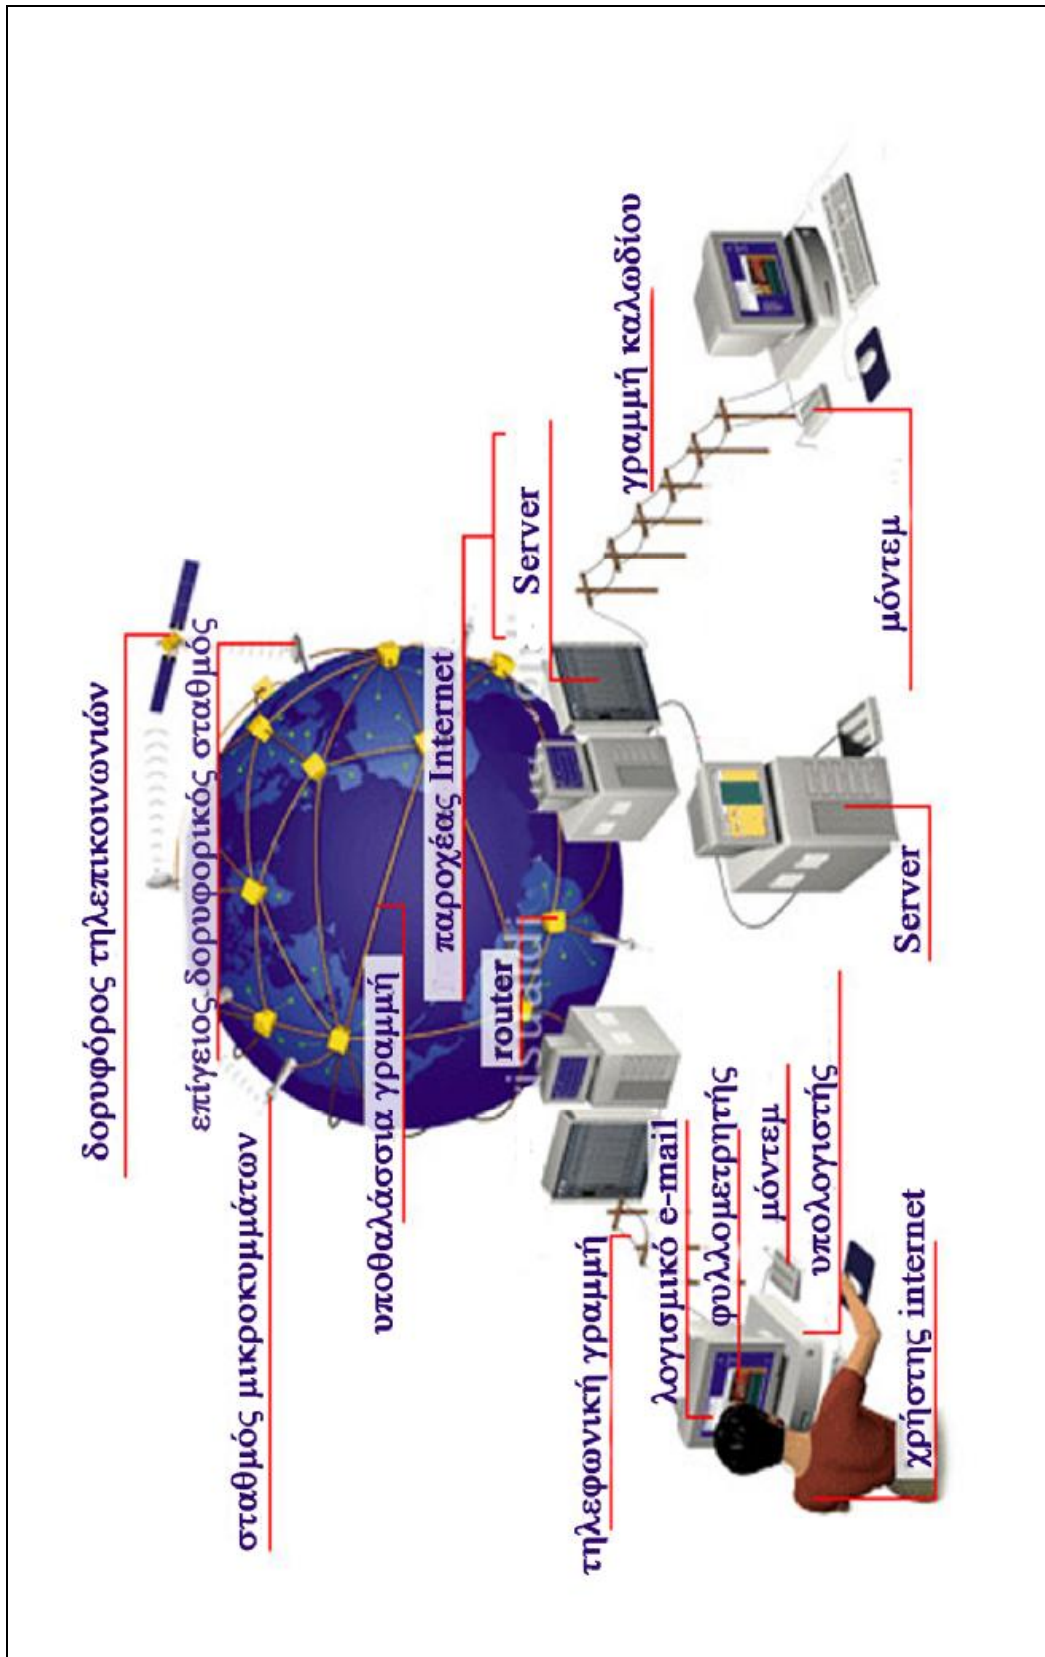 δορυφόρος τηλεπικοινωνιών
επίγειος δορυφορικός σταθμός
σταθμός μικροκυμάτων
υποθαλάσσια γραμμή
παροχέας Internet
router
Server
τηλεφωνική γραμμή
γραμμή καλωδίου
λογισμικό e-mail
φυλλομετρητής
μόντεμ
υπολογιστής
μόντεμ
χρήστης internet
Server